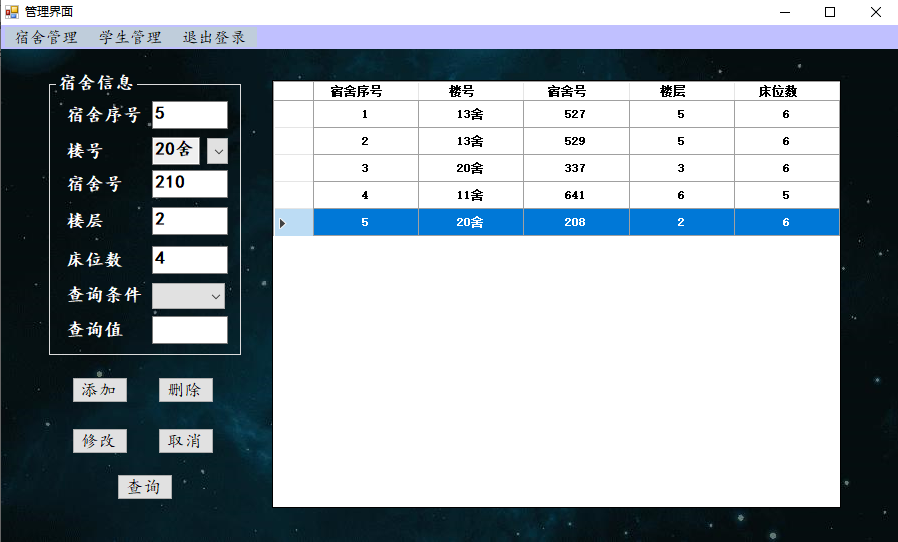 管理界面
宿舍管理 学生管理 退出登录
宿舍信息
宿舍序号 5
楼号 20舍
宿舍号 210
楼层 2
床位数 4
查询条件
查询值
添加 删除
修改 取消
查询
宿舍序号 楼号 宿舍号 楼层 床位数
1 13舍 527 5 6
2 13舍 529 5 6
3 20舍 337 3 6
4 11舍 641 6 5
5 20舍 208 2 6